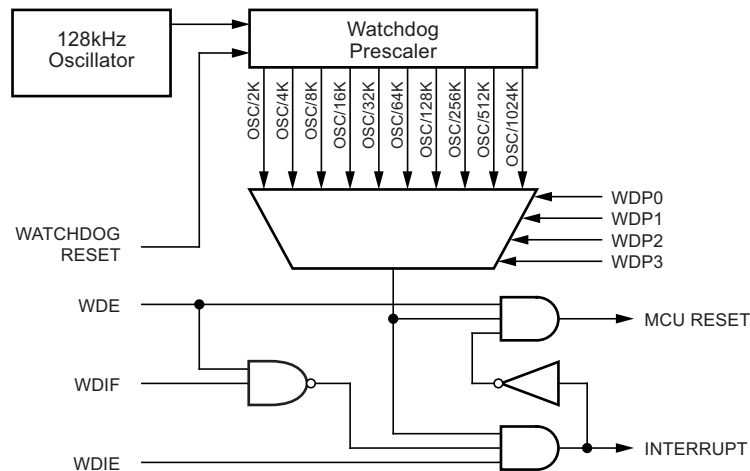 128kHz
Oscillator
Watchdog
Prescaler
OSC/2K
OSC/4K
OSC/8K
OSC/16K
OSC/32K
OSC/64K
OSC/128K
OSC/256K
OSC/512K
OSC/1024K
WDP0
WDP1
WDP2
WDP3
WATCHDOG
RESET
WDE
MCU RESET
WDIF
WDIE
INTERRUPT